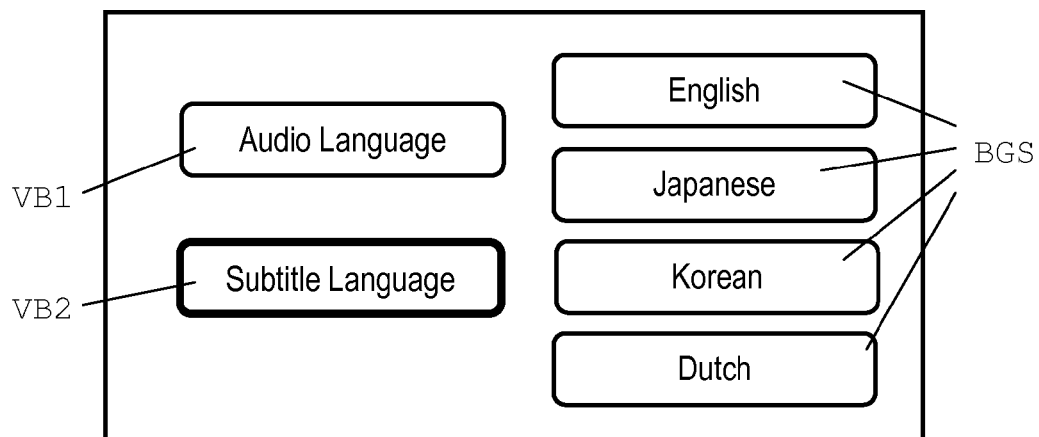 English
Audio Language
BGS
Japanese
VB1
Subtitle Language
Korean
VB2
Dutch